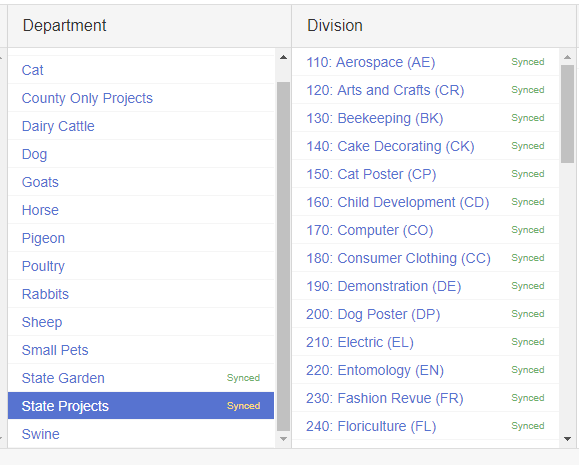 Department
Cat
County Only Projects
Dairy Cattle
Dog
Goats
Horse
Pigeon
Poultry
Rabbits
Sheep
Small Pets
State Garden Synced
State Projects Synced
Swine
Division
110: Aerospace (AE) Synced
120: Arts and Crafts (CR) Synced
130: Beekeeping (BK) Synced
140: Cake Decorating (CK) Synced
150: Cat Poster (CP) Synced
160: Child Development (CD) Synced
170: Computer (CO) Synced
180: Consumer Clothing (CC) Synced
190: Demonstration (DE) Synced
200: Dog Poster (DP) Synced
210: Electric (EL) Synced
220: Entomology (EN) Synced
230: Fashion Revue (FR) Synced
240: Floriculture (FL) Synced